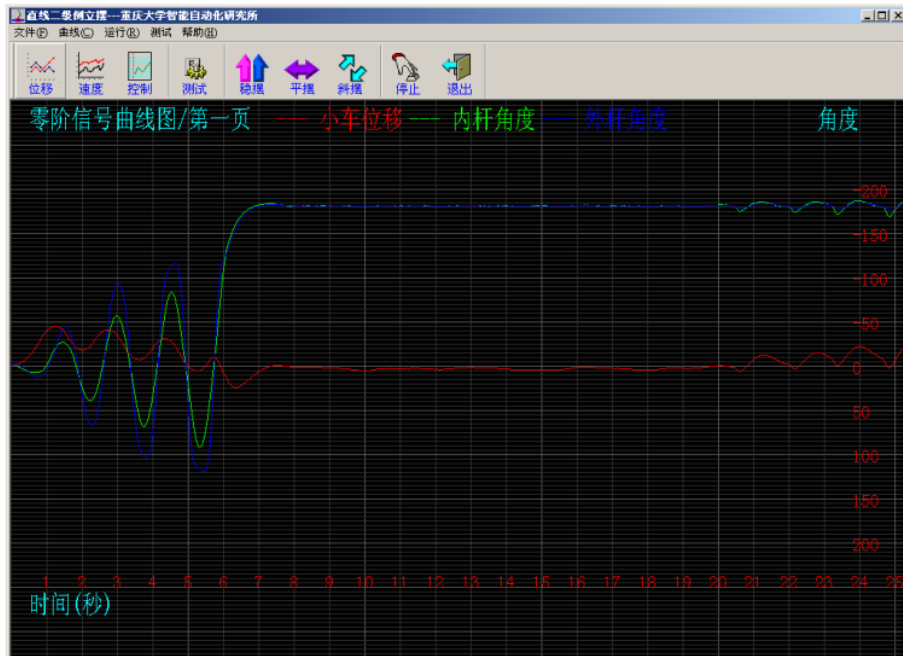 直线二级倒立摆---重庆大学智能自动化研究所
文件(F) 曲线(C) 运行(R) 测试 帮助(H)
位移 速度 控制 测试 稳摆 平摆 斜摆 停止 退出
零阶信号曲线图/第一页 --- 小车位移 --- 内杆角度 --- 外杆角度 角度
-200
-150
-100
-50
0
50
100
150
200
1 2 3 4 5 6 7 8 9 10 11 12 13 14 15 16 17 18 19 20 21 22 23 24 25
时间(秒)